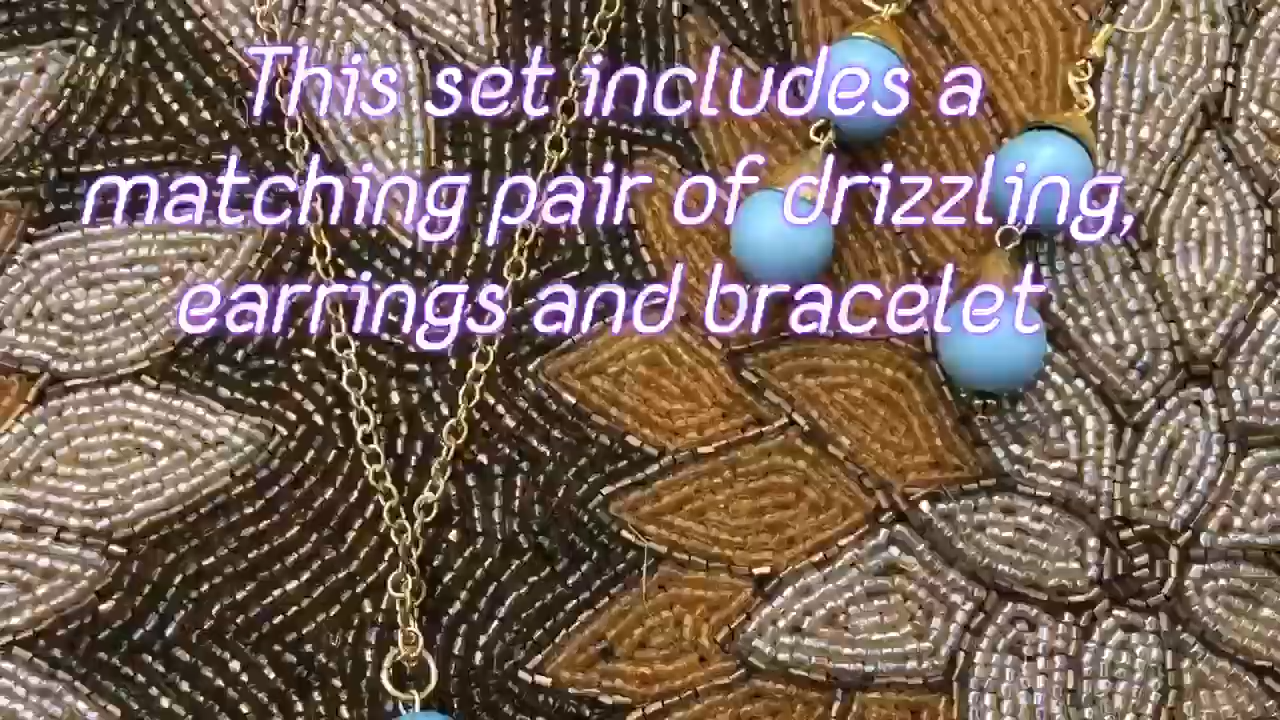 This set includes a
matching pair of drizzling,
earrings and bracelet